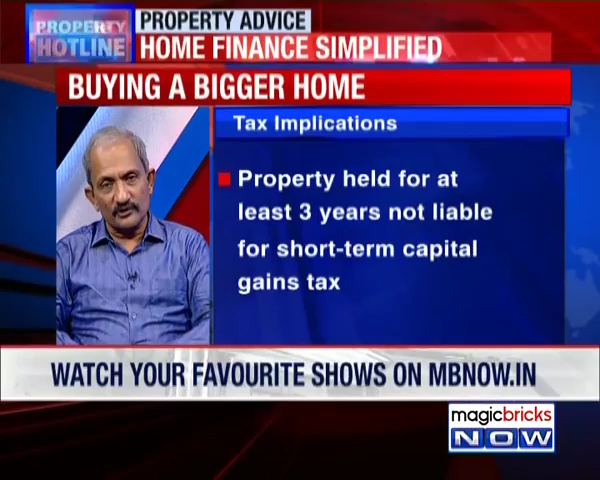 PROPERTY
HOTLINE
PROPERTY ADVICE
HOME FINANCE SIMPLIFIED
BUYING A BIGGER HOME
Tax Implications
Property held for at
least 3 years not liable
for short-term capital
gains tax
WATCH YOUR FAVOURITE SHOWS ON MBNOW.IN
magicbricks
NOW